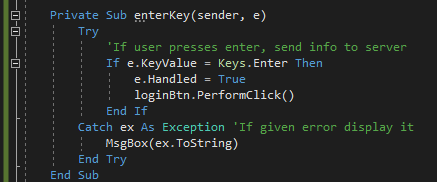 Private Sub enterKey(sender, e)
Try
'If user presses enter, send info to server
If e.KeyValue = Keys.Enter Then
e.Handled = True
loginBtn.PerformClick()
End If
Catch ex As Exception 'If given error display it
MsgBox(ex.ToString)
End Try
End Sub